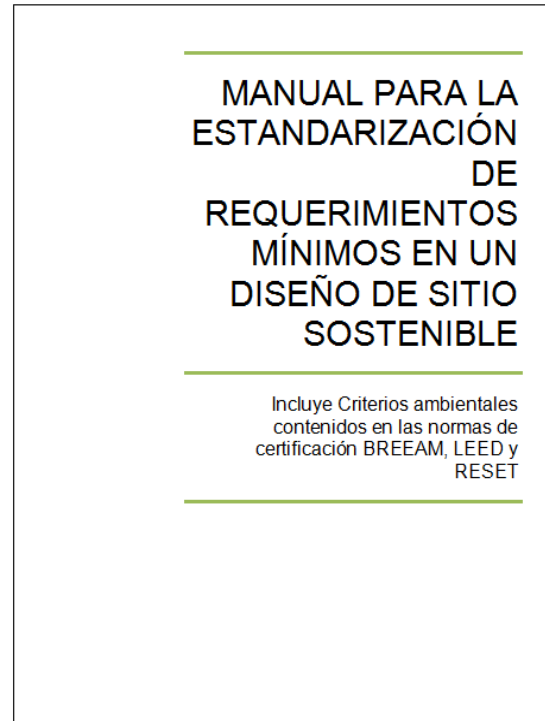 MANUAL PARA LA
ESTANDARIZACIÓN
DE
REQUERIMIENTOS
MÍNIMOS EN UN
DISEÑO DE SITIO
SOSTENIBLE
Incluye Criterios ambientales
contenidos en las normas de
certificación BREEAM, LEED y
RESET